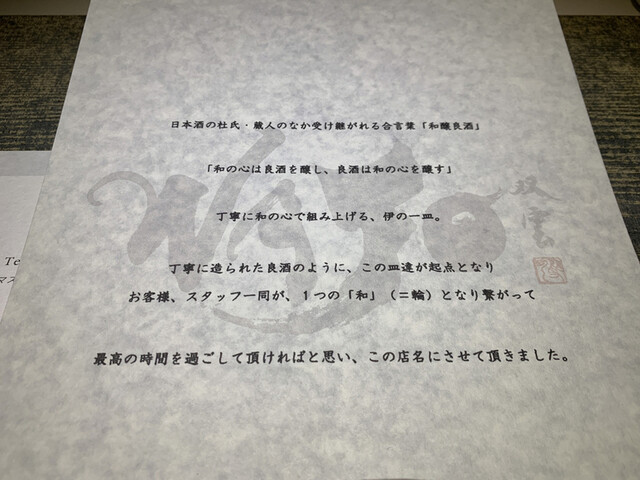 日本酒の杜氏・蔵人のなか受け継がれる合言葉「和醸良酒」
「和の心は良酒を醸し、良酒は和の心を醸す」
丁寧に和の心で組み上げる、伊の一皿。
丁寧に造られた良酒のように、この皿達が起点となり
お客様、スタッフ一同が、1つの「和」（＝輪）となり繋がって
最高の時間を過ごして頂ければと思い、この店名にさせて頂きました。
WaYo
双雲
Te
マス